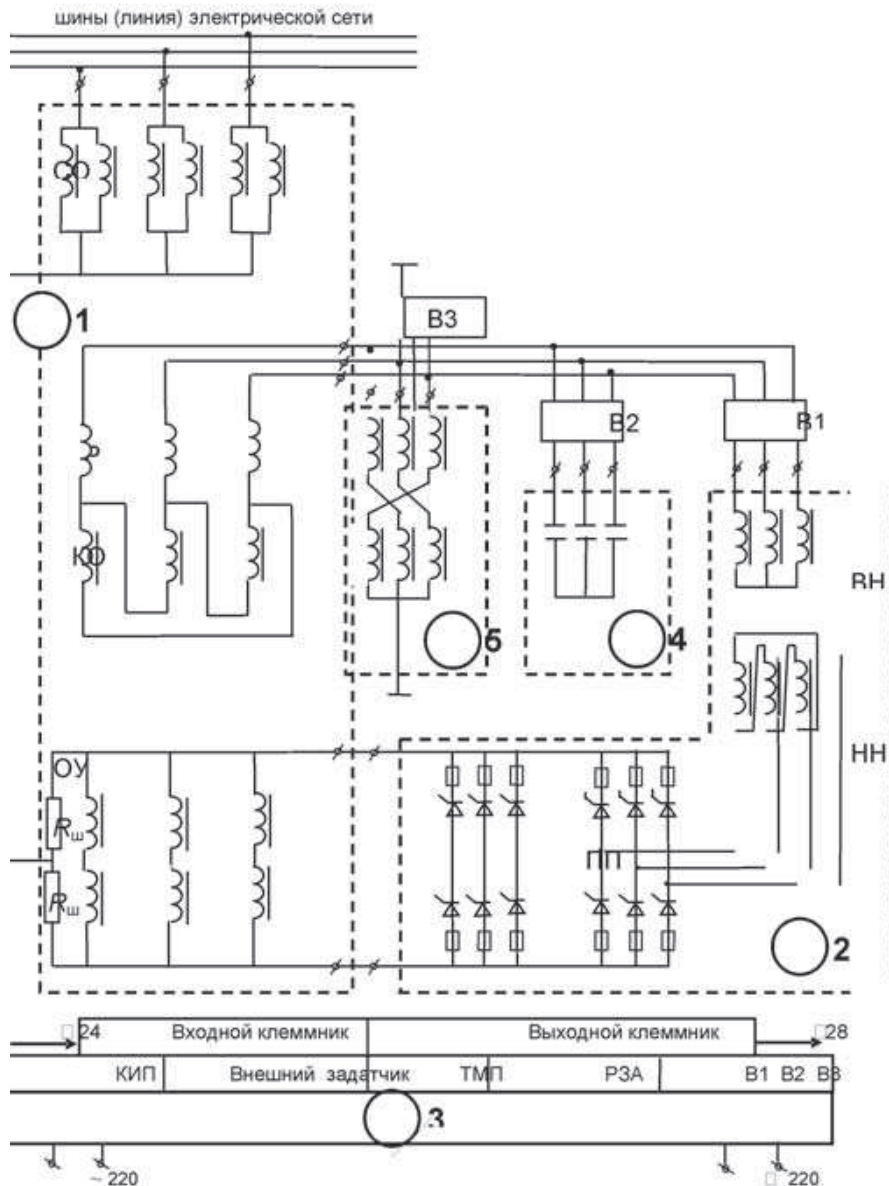 шины (линия) электрической сети
СО
1
В3
В2
В1
Р
КО
ВН
5
4
НН
ОУ
Rш
Rш
ПП
2
24
Входной клеммник
Выходной клеммник
28
КИП
Внешний задатчик
ТМП
РЗА
В1 В2 В3
3
~ 220
220